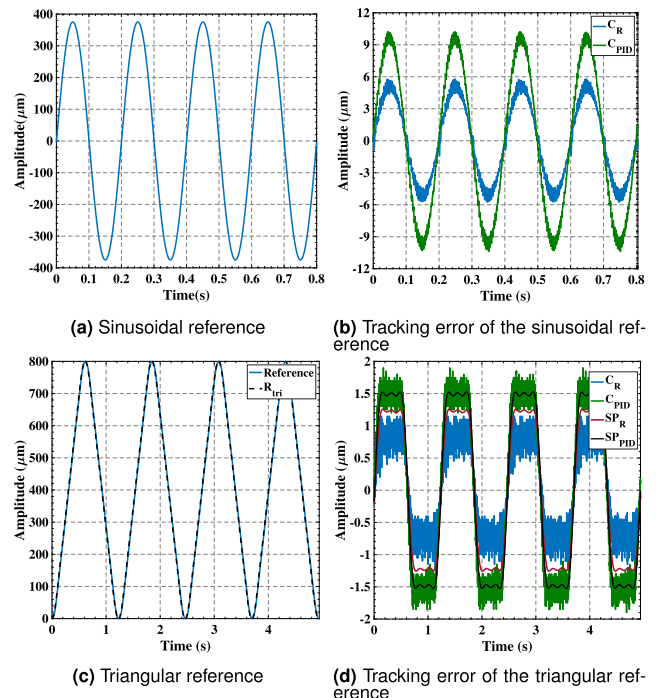 400
300
200
100
0
-100
-200
-300
-400
Amplitude(μm)
0 0.1 0.2 0.3 0.4 0.5 0.6 0.7 0.8
Time(s)
(a) Sinusoidal reference
12
9
6
3
0
-3
-6
-9
-12
Amplitude (μm)
C_R
C_PID
0 0.1 0.2 0.3 0.4 0.5 0.6 0.7 0.8
Time (s)
(b) Tracking error of the sinusoidal ref-
erence
800
700
600
500
400
300
200
100
0
Amplitude (μm)
Reference
R_tri
0 1 2 3 4
Time (s)
(c) Triangular reference
2
1.5
1
0.5
0
-0.5
-1
-1.5
-2
Amplitude (μm)
C_R
C_PID
SP_R
SP_PID
0 1 2 3 4
Time (s)
(d) Tracking error of the triangular ref-
erence